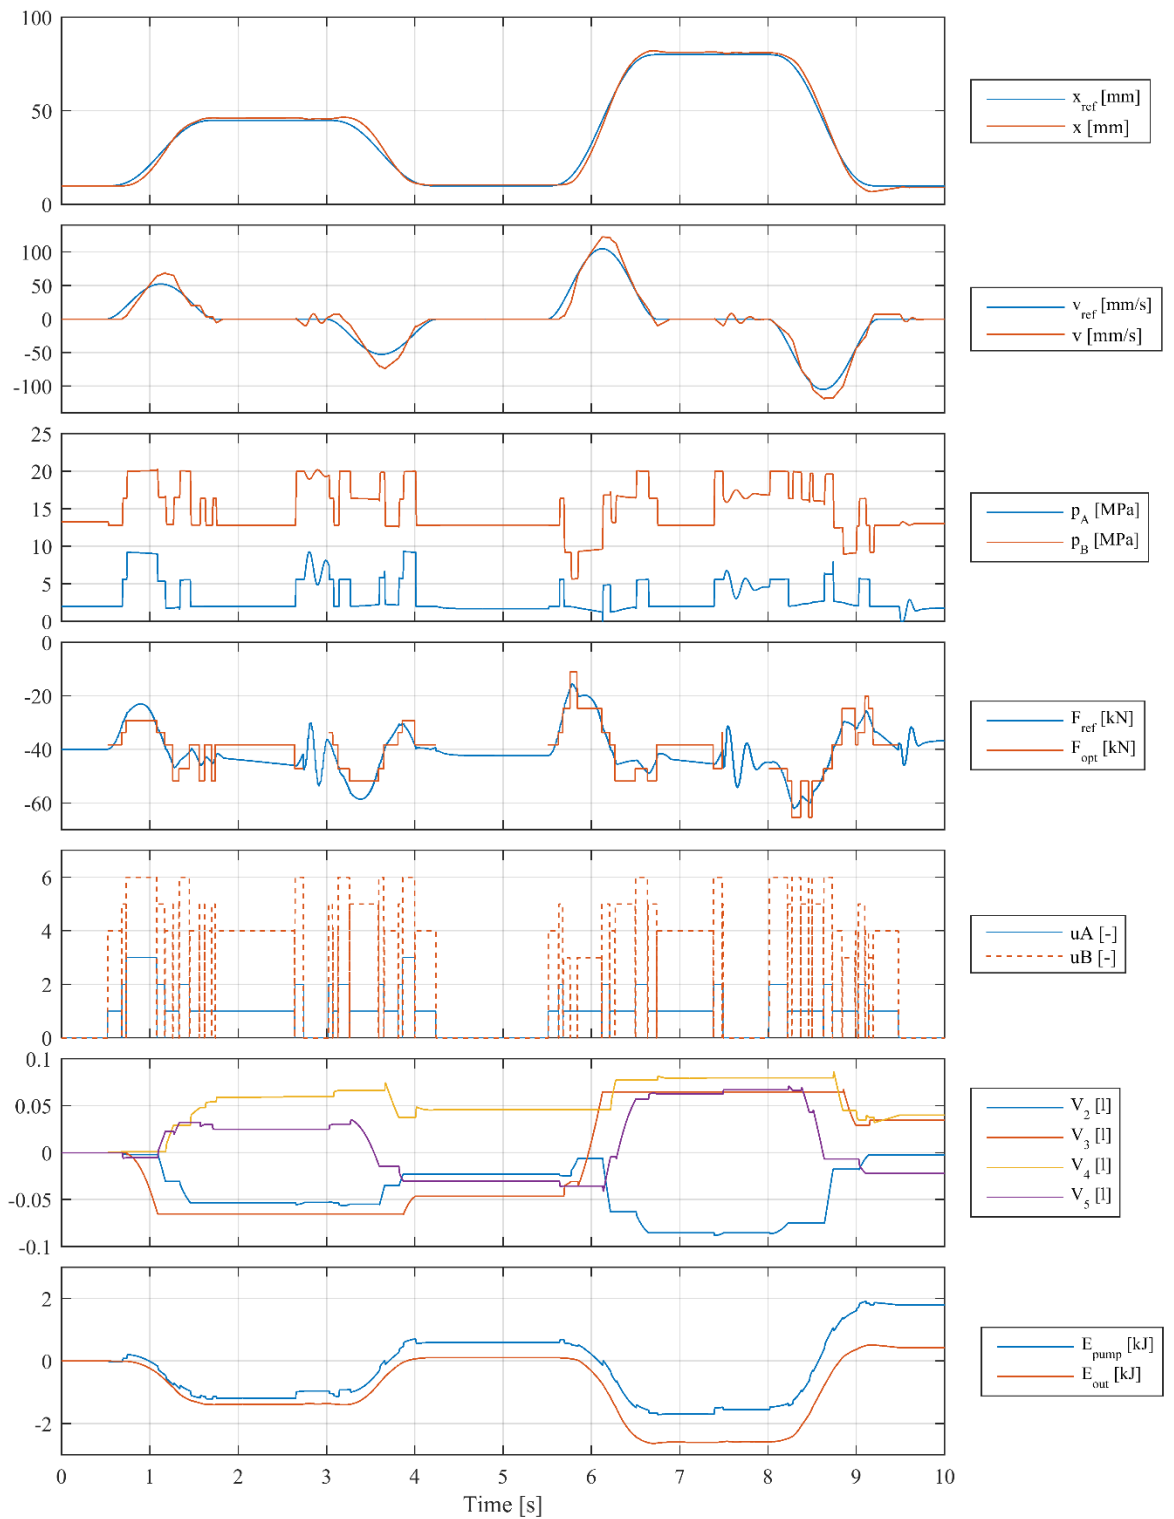 100
50
0
x_ref [mm]
x [mm]
100
50
0
-50
-100
v_ref [mm/s]
v [mm/s]
25
20
15
10
5
0
p_A [MPa]
p_B [MPa]
0
-20
-40
-60
F_ref [kN]
F_opt [kN]
6
4
2
0
uA [-]
uB [-]
0.1
0.05
0
-0.05
-0.1
V_2 [l]
V_3 [l]
V_4 [l]
V_5 [l]
2
0
-2
E_pump [kJ]
E_out [kJ]
0 1 2 3 4 5 6 7 8 9 10
Time [s]